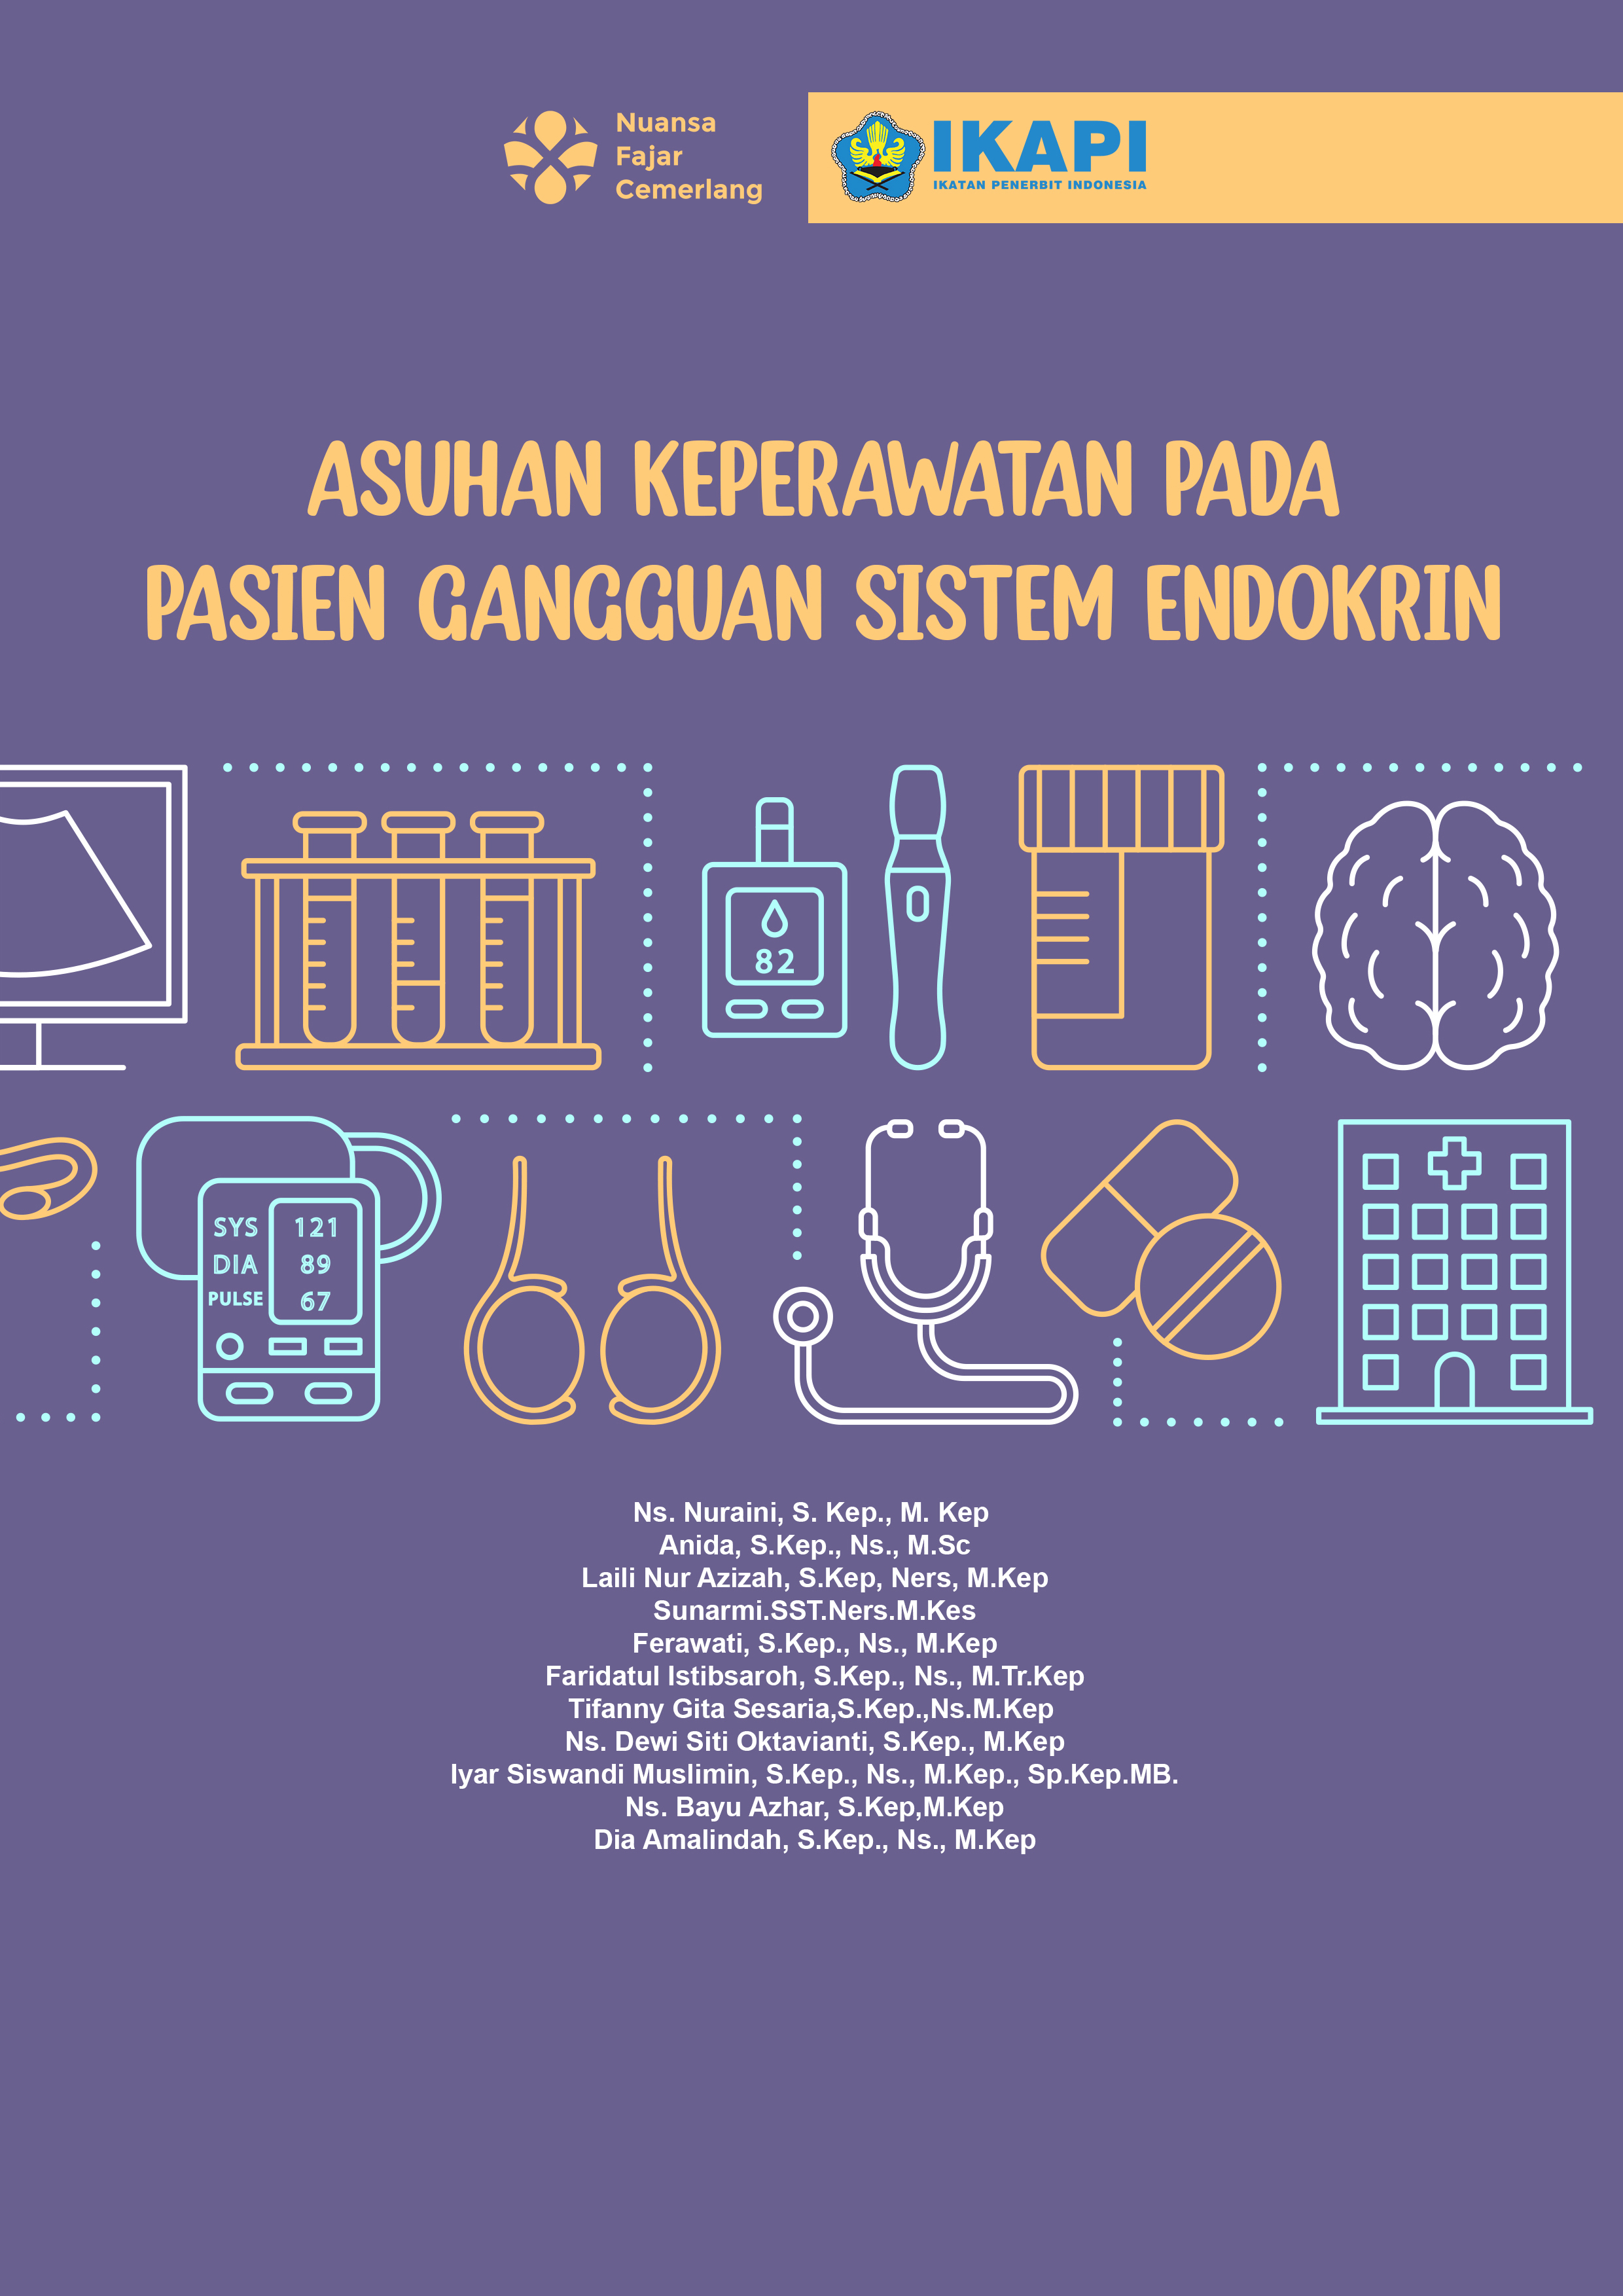 Nuansa
Fajar
Cemerlang
IKAPI
IKATAN PENERBIT INDONESIA
ASUHAN KEPERAWATAN PADA
PASIEN GANGGUAN SISTEM ENDOKRIN
82
SYS 121
DIA 89
PULSE 67
Ns. Nuraini, S. Kep., M. Kep
Anida, S.Kep., Ns., M.Sc
Laili Nur Azizah, S.Kep, Ners, M.Kep
Sunarmi.SST.Ners.M.Kes
Ferawati, S.Kep., Ns., M.Kep
Faridatul Istibsaroh, S.Kep., Ns., M.Tr.Kep
Tifanny Gita Sesaria,S.Kep.,Ns.M.Kep
Ns. Dewi Siti Oktavianti, S.Kep., M.Kep
Iyar Siswandi Muslimin, S.Kep., Ns., M.Kep., Sp.Kep.MB.
Ns. Bayu Azhar, S.Kep,M.Kep
Dia Amalindah, S.Kep., Ns., M.Kep